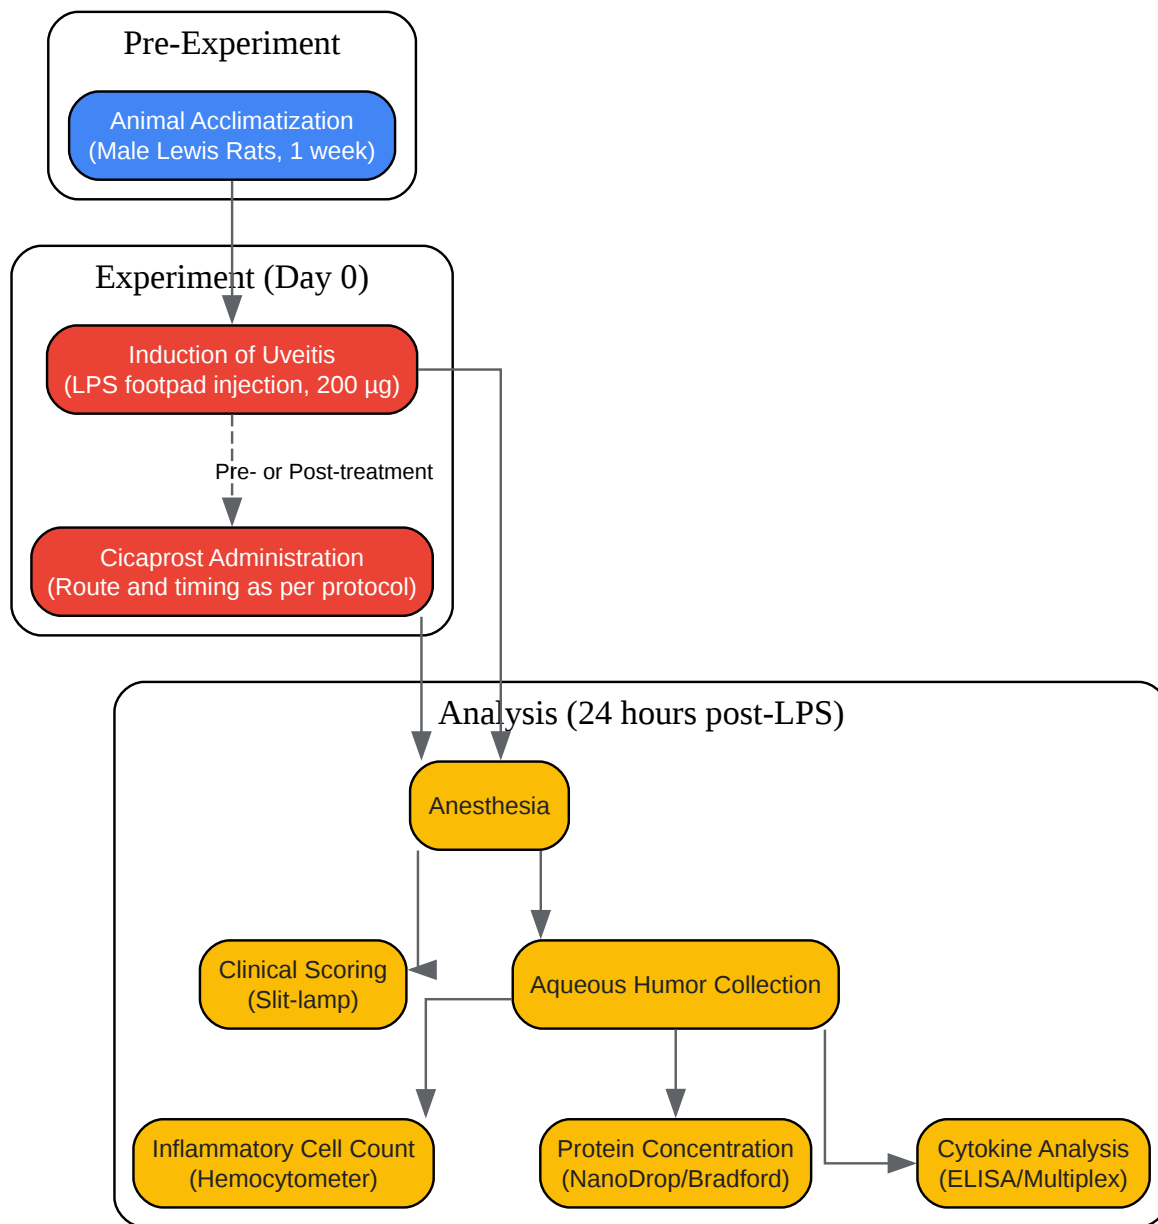 Pre-Experiment
Animal Acclimatization
(Male Lewis Rats, 1 week)
Experiment (Day 0)
Induction of Uveitis
(LPS footpad injection, 200 µg)
Pre- or Post-treatment
Cicaprost Administration
(Route and timing as per protocol)
Analysis (24 hours post-LPS)
Anesthesia
Clinical Scoring
(Slit-lamp)
Aqueous Humor Collection
Inflammatory Cell Count
(Hemocytometer)
Protein Concentration
(NanoDrop/Bradford)
Cytokine Analysis
(ELISA/Multiplex)